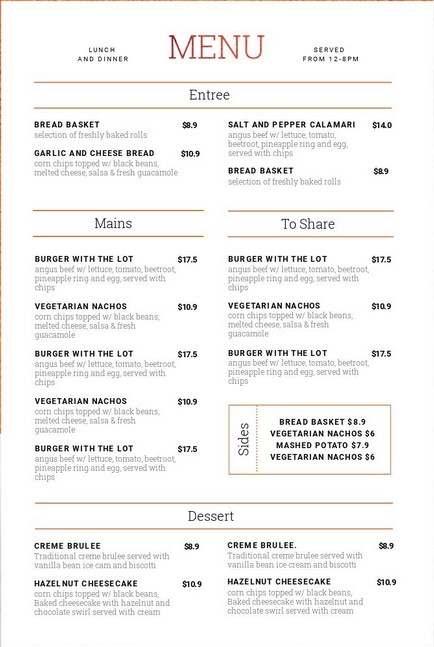 LUNCH
AND DINNER
MENU
SERVED
FROM 12-8PM
Entree
BREAD BASKET $8.9
selection of freshly baked rolls
GARLIC AND CHEESE BREAD $10.9
corn chips topped w/ black beans,
melted cheese, salsa & fresh guacamole
SALT AND PEPPER CALAMARI $14.0
angus beef w/ lettuce, tomato,
beetroot, pineapple ring and egg,
served with chips
BREAD BASKET $8.9
selection of freshly baked rolls
Mains
BURGER WITH THE LOT $17.5
angus beef w/ lettuce, tomato, beetroot,
pineapple ring and egg, served with
chips
VEGETARIAN NACHOS $10.9
corn chips topped w/ black beans,
melted cheese, salsa & fresh
guacamole
BURGER WITH THE LOT $17.5
angus beef w/ lettuce, tomato, beetroot,
pineapple ring and egg, served with
chips
VEGETARIAN NACHOS $10.9
corn chips topped w/ black beans,
melted cheese, salsa & fresh
guacamole
BURGER WITH THE LOT $17.5
angus beef w/ lettuce, tomato, beetroot,
pineapple ring and egg, served with
chips
To Share
BURGER WITH THE LOT $17.5
angus beef w/ lettuce, tomato, beetroot,
pineapple ring and egg, served with
chips
VEGETARIAN NACHOS $10.9
corn chips topped w/ black beans,
melted cheese, salsa & fresh
guacamole
BURGER WITH THE LOT $17.5
angus beef w/ lettuce, tomato, beetroot,
pineapple ring and egg, served with
chips
Sides
BREAD BASKET $8.9
VEGETARIAN NACHOS $6
MASHED POTATO $7.9
VEGETARIAN NACHOS $6
Dessert
CREME BRULEE $8.9
Traditional creme brulee served with
vanilla bean ice cam and biscotti
HAZELNUT CHEESECAKE $10.9
corn chips topped w/ black beans,
Baked cheesecake with hazelnut and
chocolate swirl served with cream
CREME BRULEE. $8.9
Traditional creme brulee served with
vanilla bean ice cream and biscotti
HAZELNUT CHEESECAKE $10.9
corn chips topped w/ black beans,
Baked cheesecake with hazelnut and
chocolate swirl served with cream